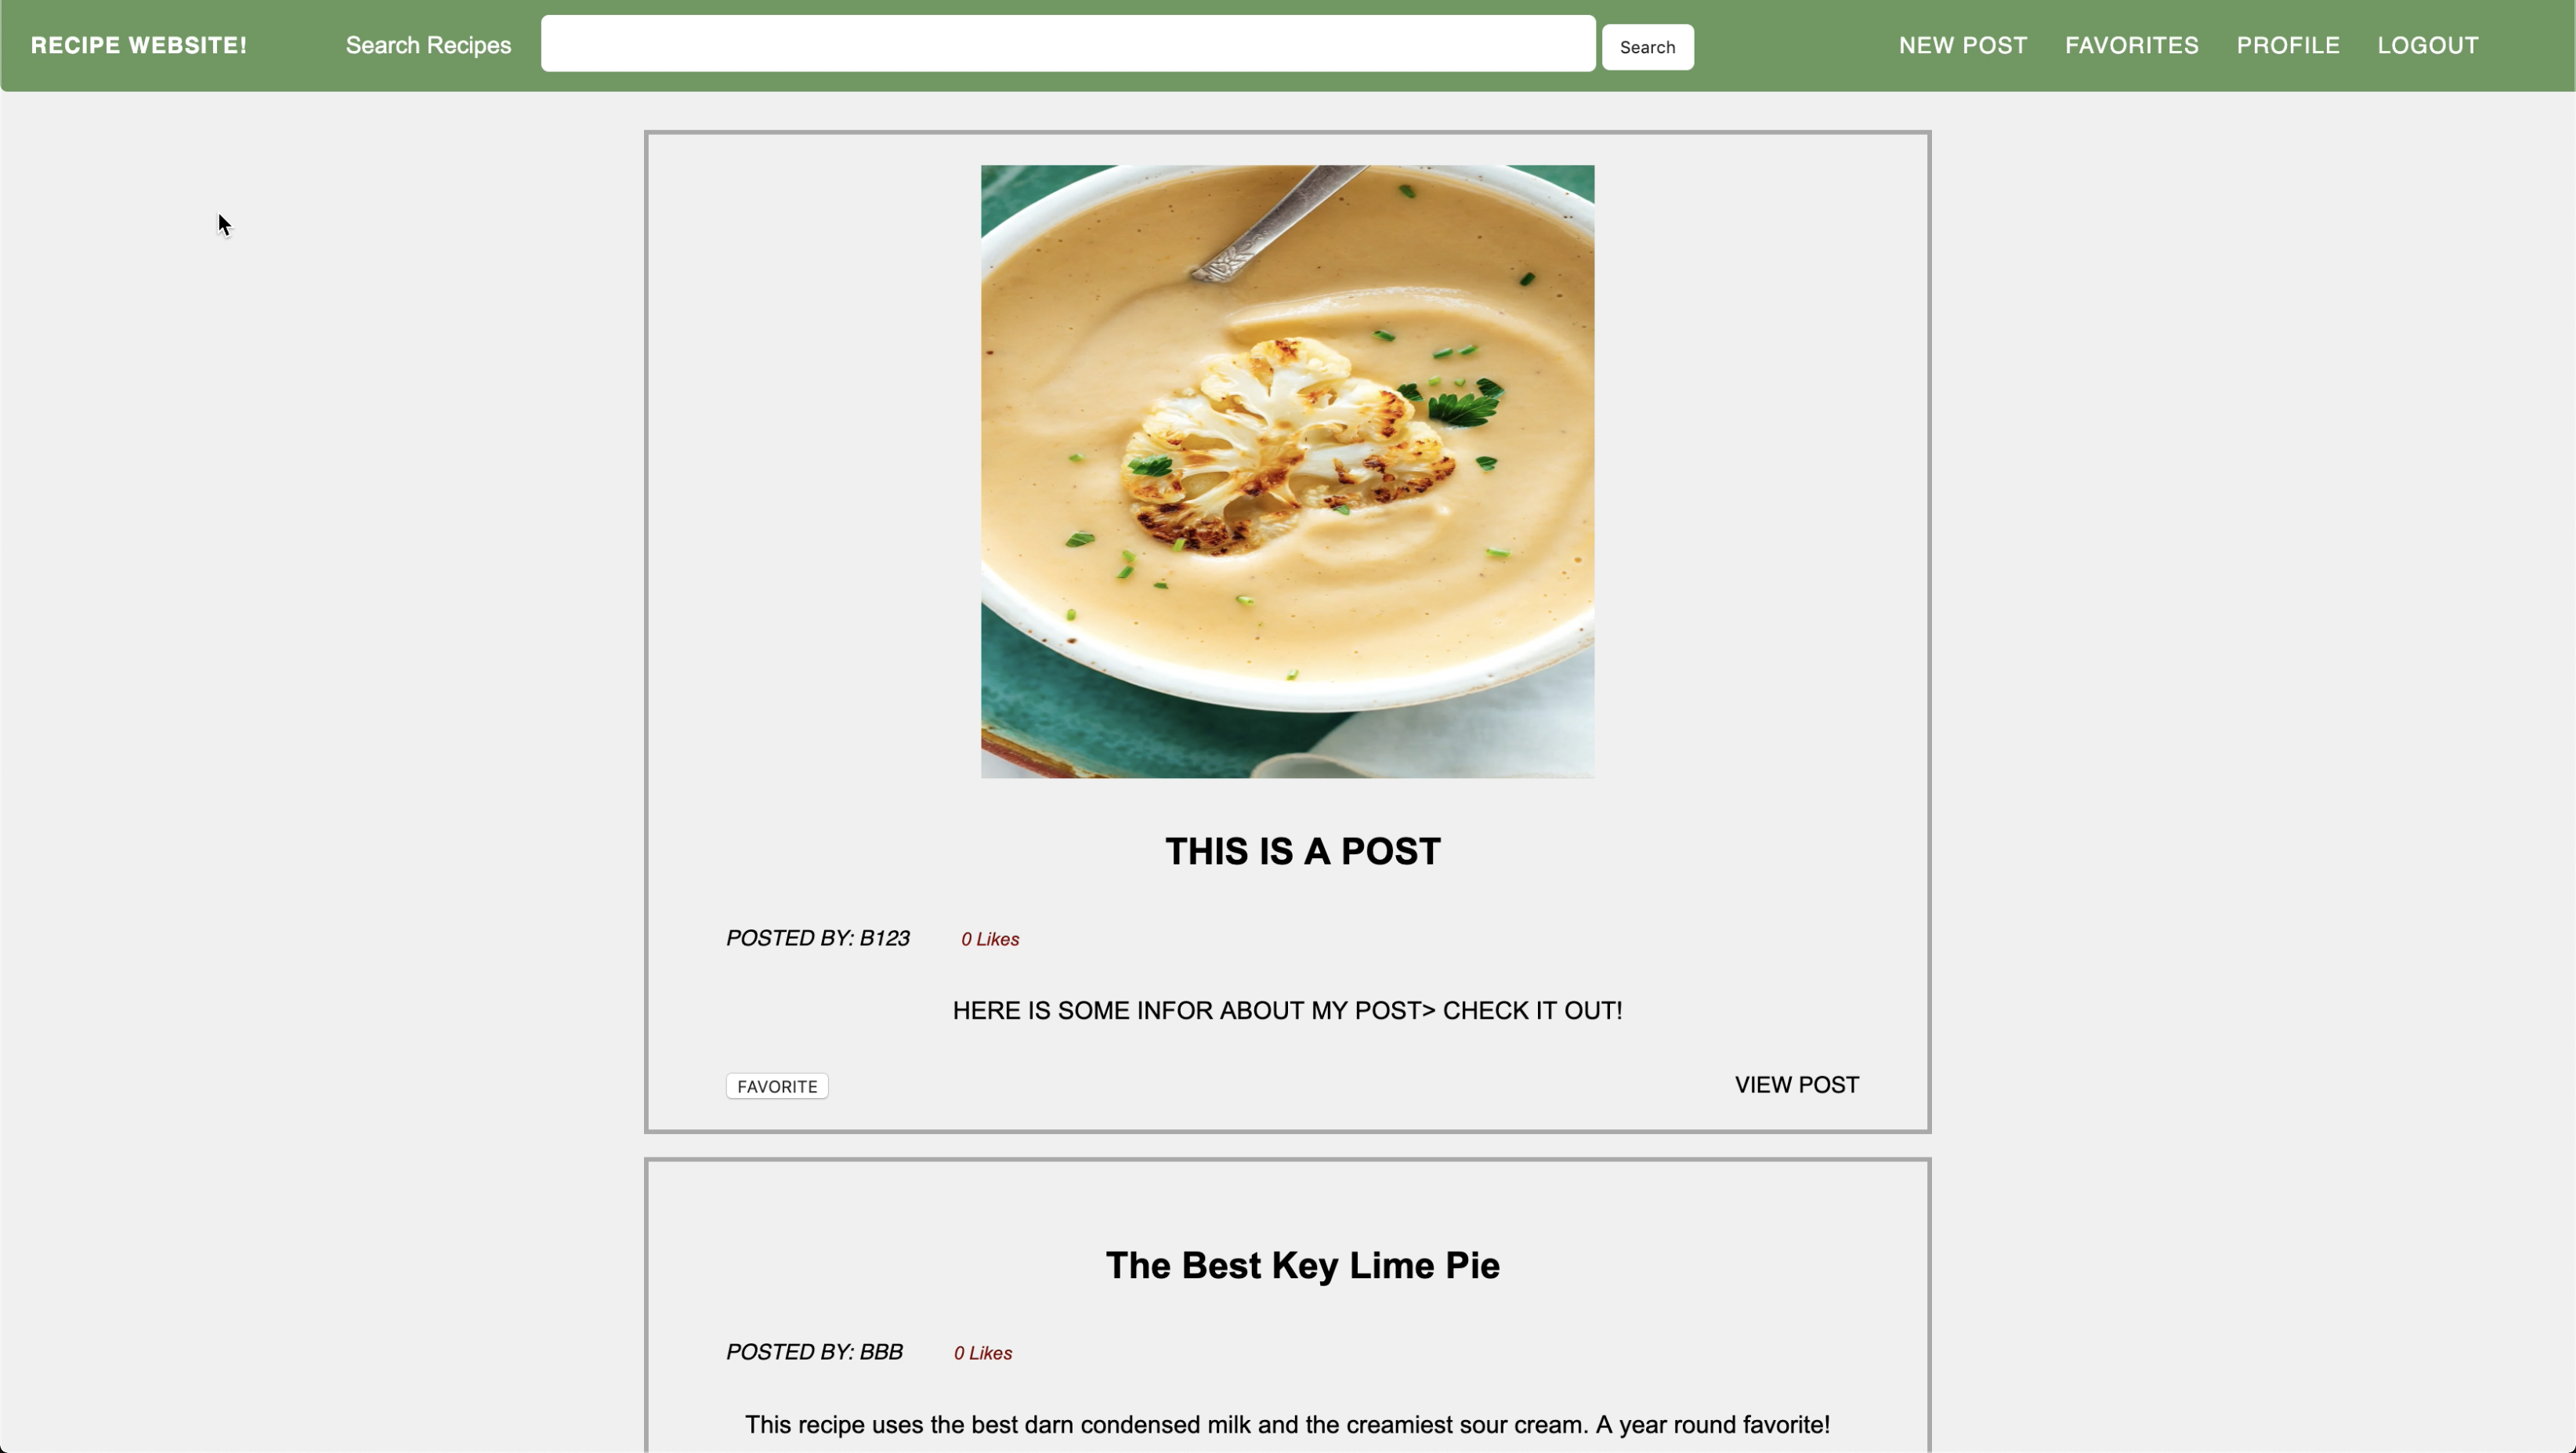 RECIPE WEBSITE! Search Recipes Search NEW POST FAVORITES PROFILE LOGOUT
THIS IS A POST
POSTED BY: B123 0 Likes
HERE IS SOME INFOR ABOUT MY POST> CHECK IT OUT!
FAVORITE VIEW POST
The Best Key Lime Pie
POSTED BY: BBB 0 Likes
This recipe uses the best darn condensed milk and the creamiest sour cream. A year round favorite!